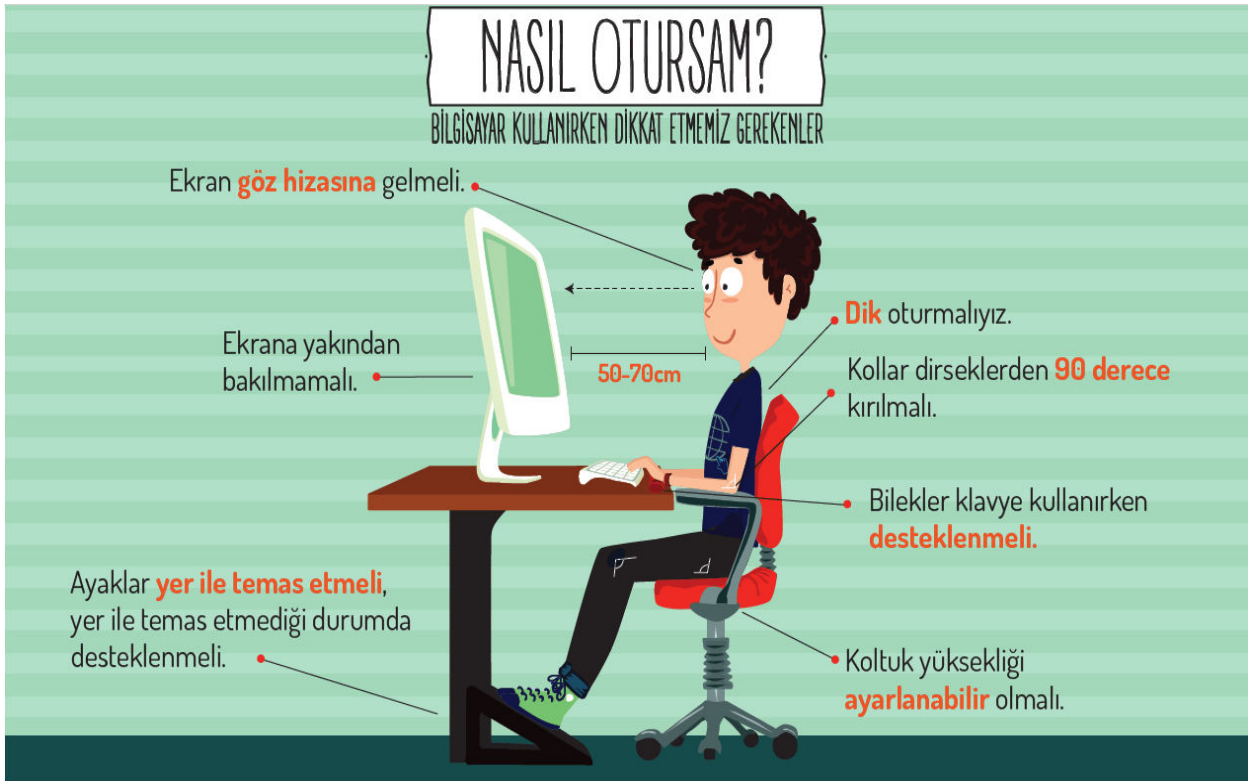 NASIL OTURSAM?
BİLGİSAYAR KULLANIRKEN DİKKAT ETMEMİZ GEREKENLER
Ekran göz hizasına gelmeli.
Ekrana yakından
bakılmamalı.
50-70cm
Dik oturmalıyız.
Kollar dirseklerden 90 derece
kırılmalı.
Bilekler klavye kullanırken
desteklenmeli.
Ayaklar yer ile temas etmeli,
yer ile temas etmediği durumda
desteklenmeli.
Koltuk yüksekliği
ayarlanabilir olmalı.